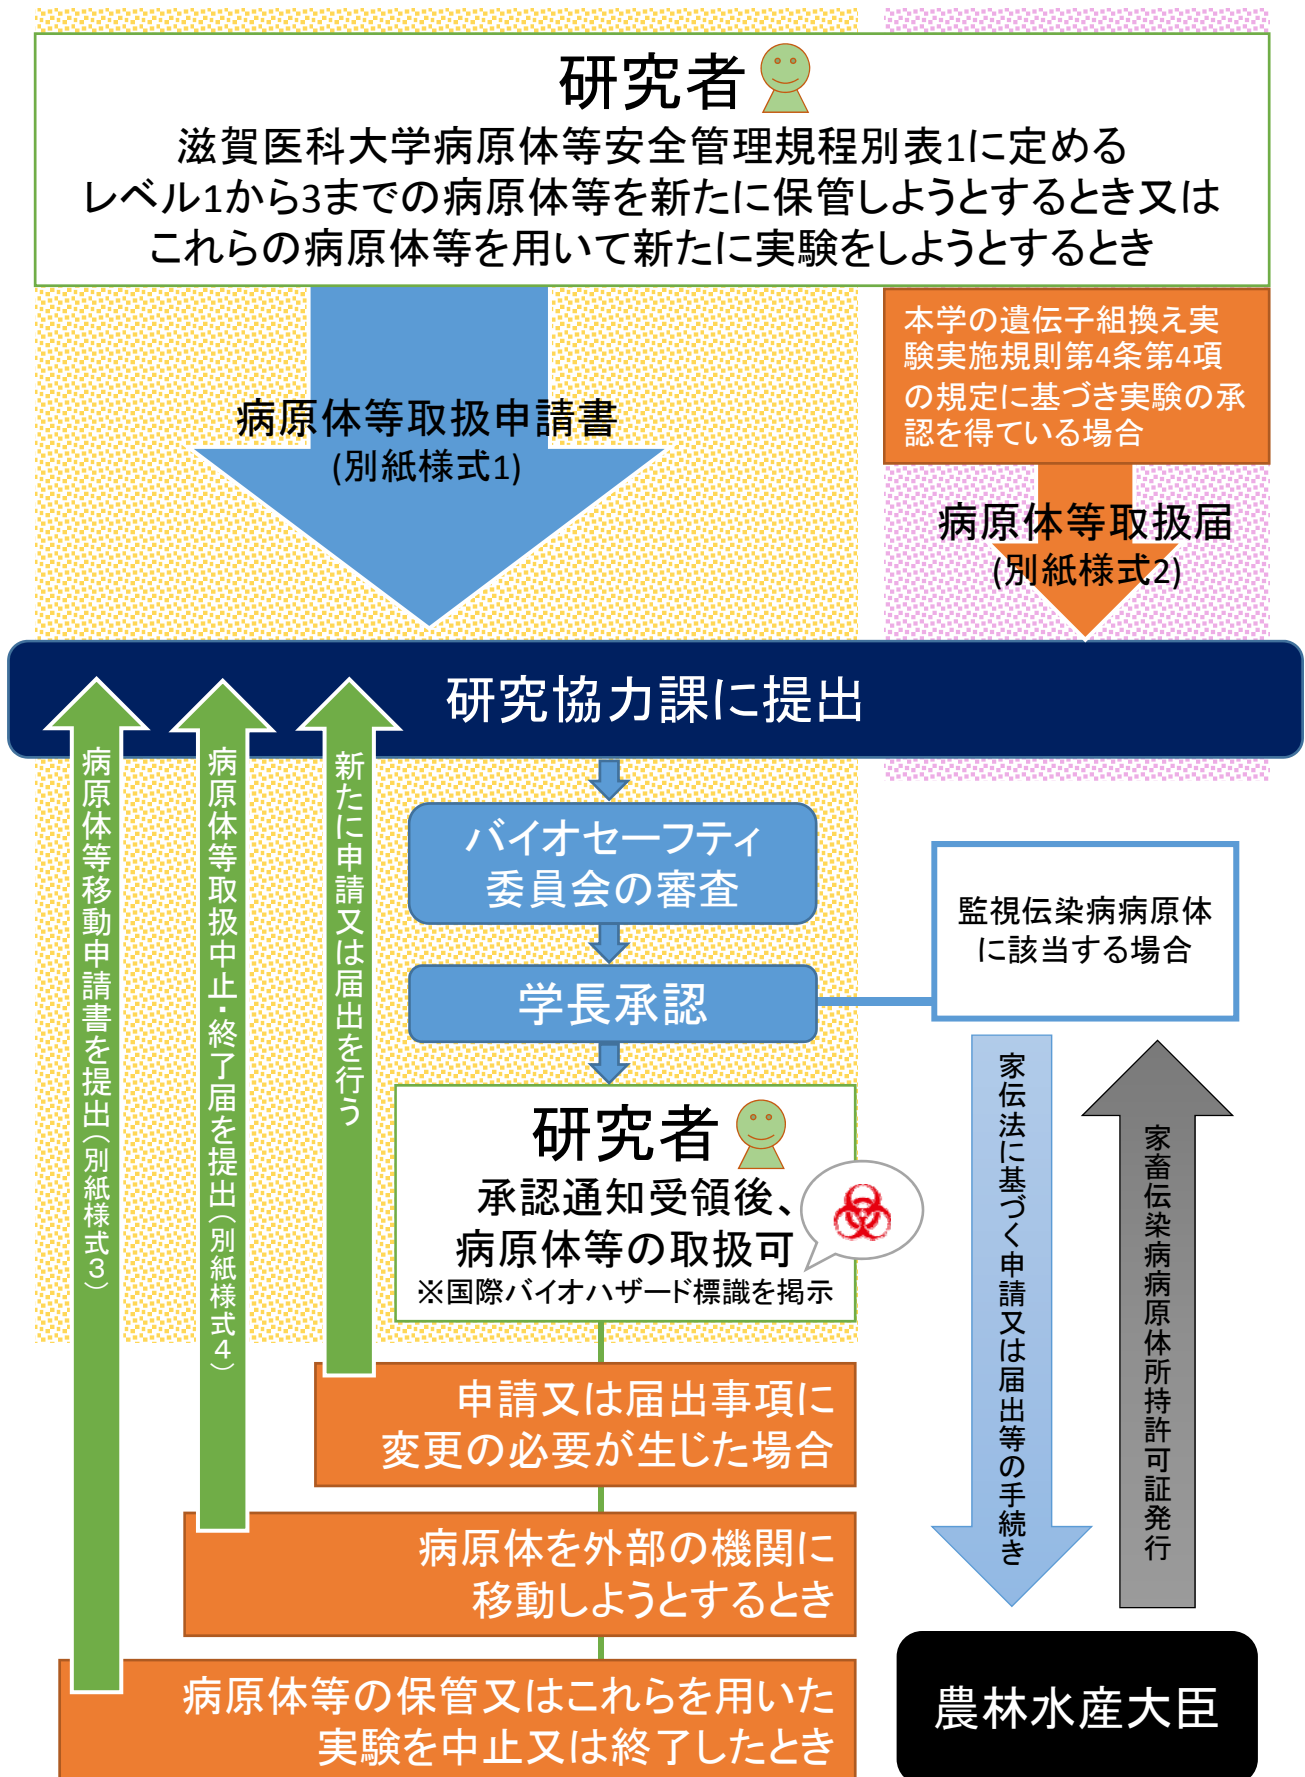 研究者
滋賀医科大学病原体等安全管理規程別表1に定める
レベル1から3までの病原体等を新たに保管しようとするとき又は
これらの病原体等を用いて新たに実験をしようとするとき
病原体等取扱申請書
(別紙様式1)
本学の遺伝子組換え実
験実施規則第4条第4項
の規定に基づき実験の承
認を得ている場合
病原体等取扱届
(別紙様式2)
研究協力課に提出
病原体等移動申請書を提出（別紙様式３）
病原体等取扱中止・終了届を提出（別紙様式４）
新たに申請又は届出を行う
バイオセーフティ
委員会の審査
学長承認
監視伝染病病原体
に該当する場合
研究者
承認通知受領後、
病原体等の取扱可
※国際バイオハザード標識を掲示
家伝法に基づく申請又は届出等の手続き
家畜伝染病病原体所持許可証発行
申請又は届出事項に
変更の必要が生じた場合
病原体を外部の機関に
移動しようとするとき
病原体等の保管又はこれらを用いた
実験を中止又は終了したとき
農林水産大臣